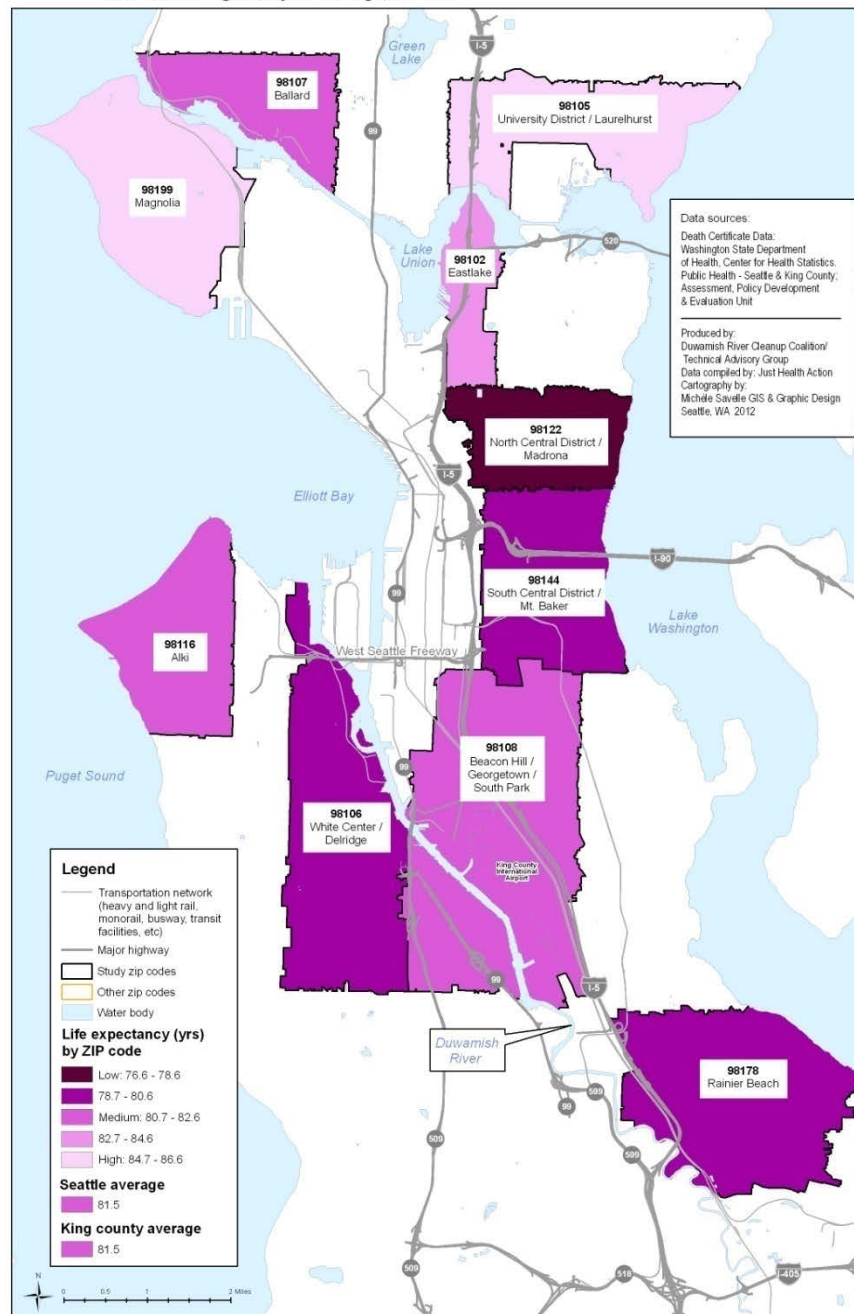 Green
Lake
I-5
98107
Ballard
98105
University District / Laurelhurst
99
98199
Magnolia
Lake
Union
98102
Eastlake
520
Data sources:
Death Certificate Data:
Washington State Department
of Health, Center for Health Statistics.
Public Health - Seattle & King County;
Assessment, Policy Development
& Evaluation Unit
Produced by:
Duwamish River Cleanup Coalition/
Technical Advisory Group
Data compiled by: Just Health Action
Cartography by:
Michèle Savelle GIS & Graphic Design
Seattle, WA 2012
98122
North Central District /
Madrona
I-5
Elliott Bay
I-90
99
98144
South Central District /
Mt. Baker
Lake
Washington
98116
Alki
West Seattle Freeway
Puget Sound
99
98108
Beacon Hill /
Georgetown /
South Park
98106
White Center /
Delridge
King County
International
Airport
99
I-5
Duwamish
River
98178
Rainier Beach
599
99
509
599
509
518
I-405
Legend
Transportation network
(heavy and light rail,
monorail, busway, transit
facilities, etc)
Major highway
Study zip codes
Other zip codes
Water body
Life expectancy (yrs)
by ZIP code
Low: 76.6 - 78.6
78.7 - 80.6
Medium: 80.7 - 82.6
82.7 - 84.6
High: 84.7 - 86.6
Seattle average
81.5
King county average
81.5
N
0 0.5 1 2 Miles